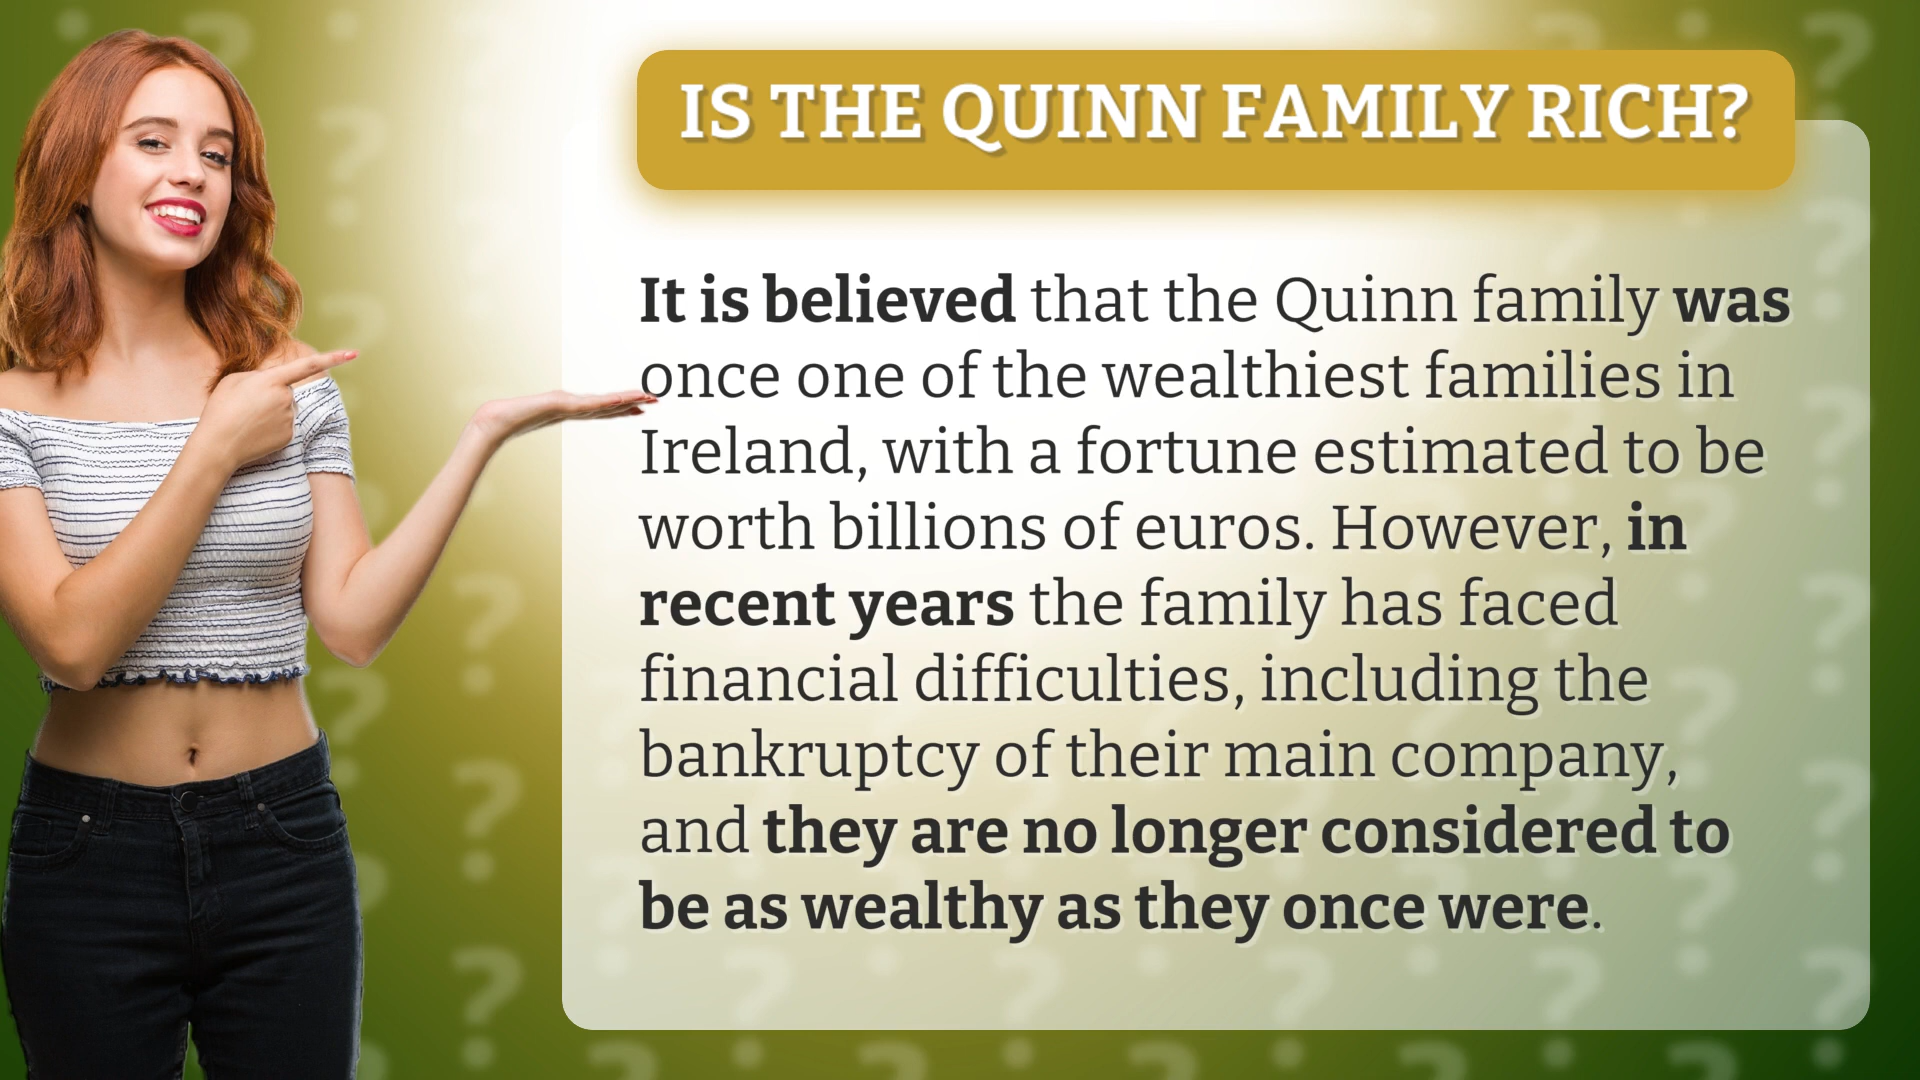 IS THE QUINN FAMILY RICH?
It is believed that the Quinn family was
once one of the wealthiest families in
Ireland, with a fortune estimated to be
worth billions of euros. However, in
recent years the family has faced
financial difficulties, including the
bankruptcy of their main company,
and they are no longer considered to
be as wealthy as they once were.